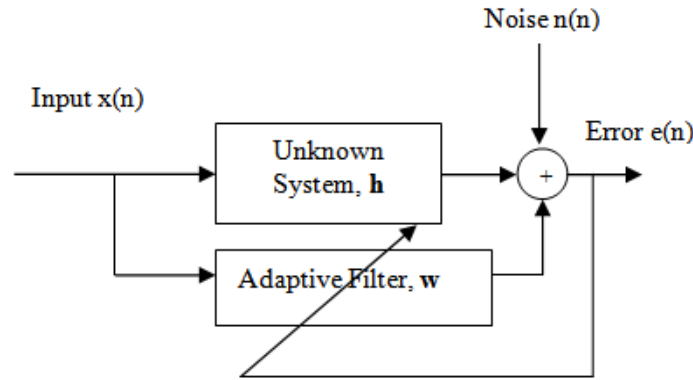 Noise n(n)
Input x(n)
Error e(n)
Unknown
System, h
+
Adaptive Filter, w